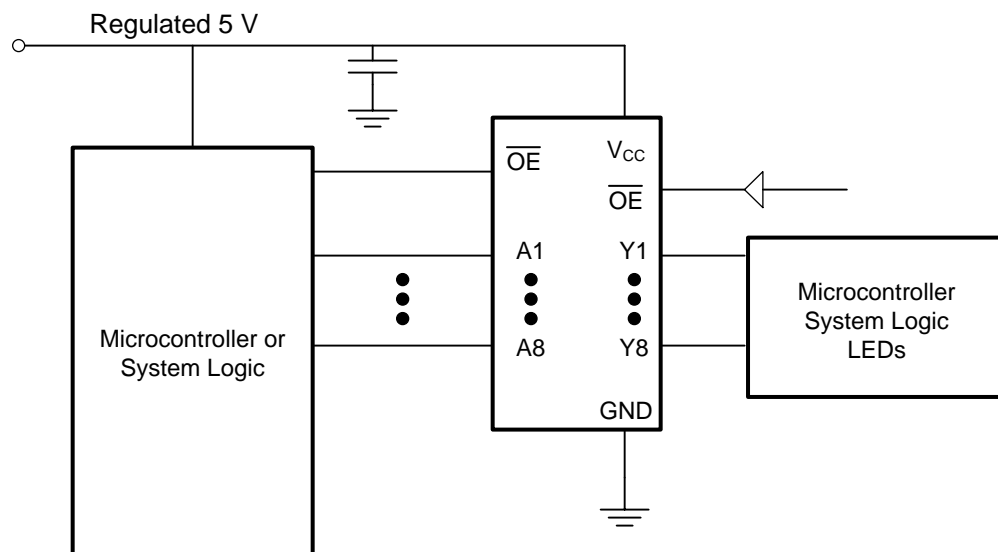 Regulated 5 V
OE
VCC
OE
A1
Y1
A8
Y8
GND
Microcontroller or
System Logic
Microcontroller
System Logic
LEDs